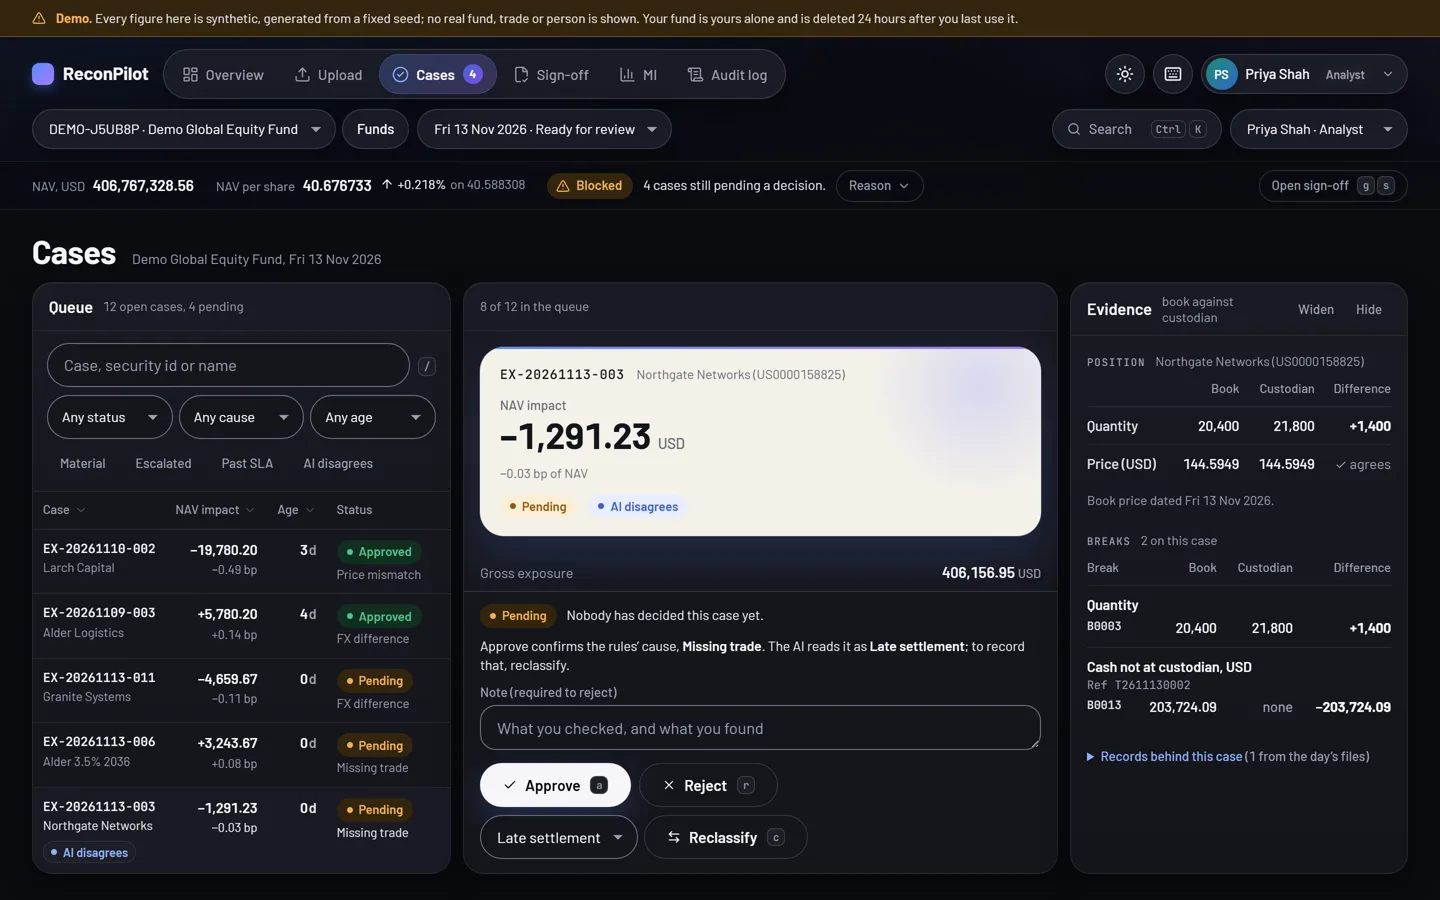 Demo. Every figure here is synthetic, generated from a fixed seed; no real fund, trade or person is shown. Your fund is yours alone and is deleted 24 hours after you last use it.
ReconPilot Overview Upload Cases 4 Sign-off MI Audit log PS Priya Shah Analyst
DEMO-J5UB8P · Demo Global Equity Fund Funds Fri 13 Nov 2026 · Ready for review Search Ctrl K Priya Shah · Analyst
NAV, USD 406,767,328.56 NAV per share 40.676733 ↑ +0.218% on 40.588308 Blocked 4 cases still pending a decision. Reason Open sign-off g s
Cases Demo Global Equity Fund, Fri 13 Nov 2026
Queue 12 open cases, 4 pending
Case, security id or name /
Any status Any cause Any age
Material Escalated Past SLA AI disagrees
Case NAV impact Age Status
EX-20261110-002 −19,780.20 3d Approved
Larch Capital −0.49 bp Price mismatch
EX-20261109-003 +5,780.20 4d Approved
Alder Logistics +0.14 bp FX difference
EX-20261113-011 −4,659.67 0d Pending
Granite Systems −0.11 bp FX difference
EX-20261113-006 +3,243.67 0d Pending
Alder 3.5% 2036 +0.08 bp Missing trade
EX-20261113-003 −1,291.23 0d Pending
Northgate Networks −0.03 bp Missing trade
AI disagrees
8 of 12 in the queue
EX-20261113-003 Northgate Networks (US0000158825)
NAV impact
−1,291.23 USD
−0.03 bp of NAV
Pending AI disagrees
Gross exposure 406,156.95 USD
Pending Nobody has decided this case yet.
Approve confirms the rules’ cause, Missing trade. The AI reads it as Late settlement; to record
that, reclassify.
Note (required to reject)
What you checked, and what you found
Approve a Reject r
Late settlement Reclassify c
Evidence book against
custodian Widen Hide
POSITION Northgate Networks (US0000158825)
Book Custodian Difference
Quantity 20,400 21,800 +1,400
Price (USD) 144.5949 144.5949 ✓ agrees
Book price dated Fri 13 Nov 2026.
BREAKS 2 on this case
Break Book Custodian Difference
Quantity
B0003 20,400 21,800 +1,400
Cash not at custodian, USD
Ref T2611130002
B0013 203,724.09 none −203,724.09
Records behind this case (1 from the day’s files)